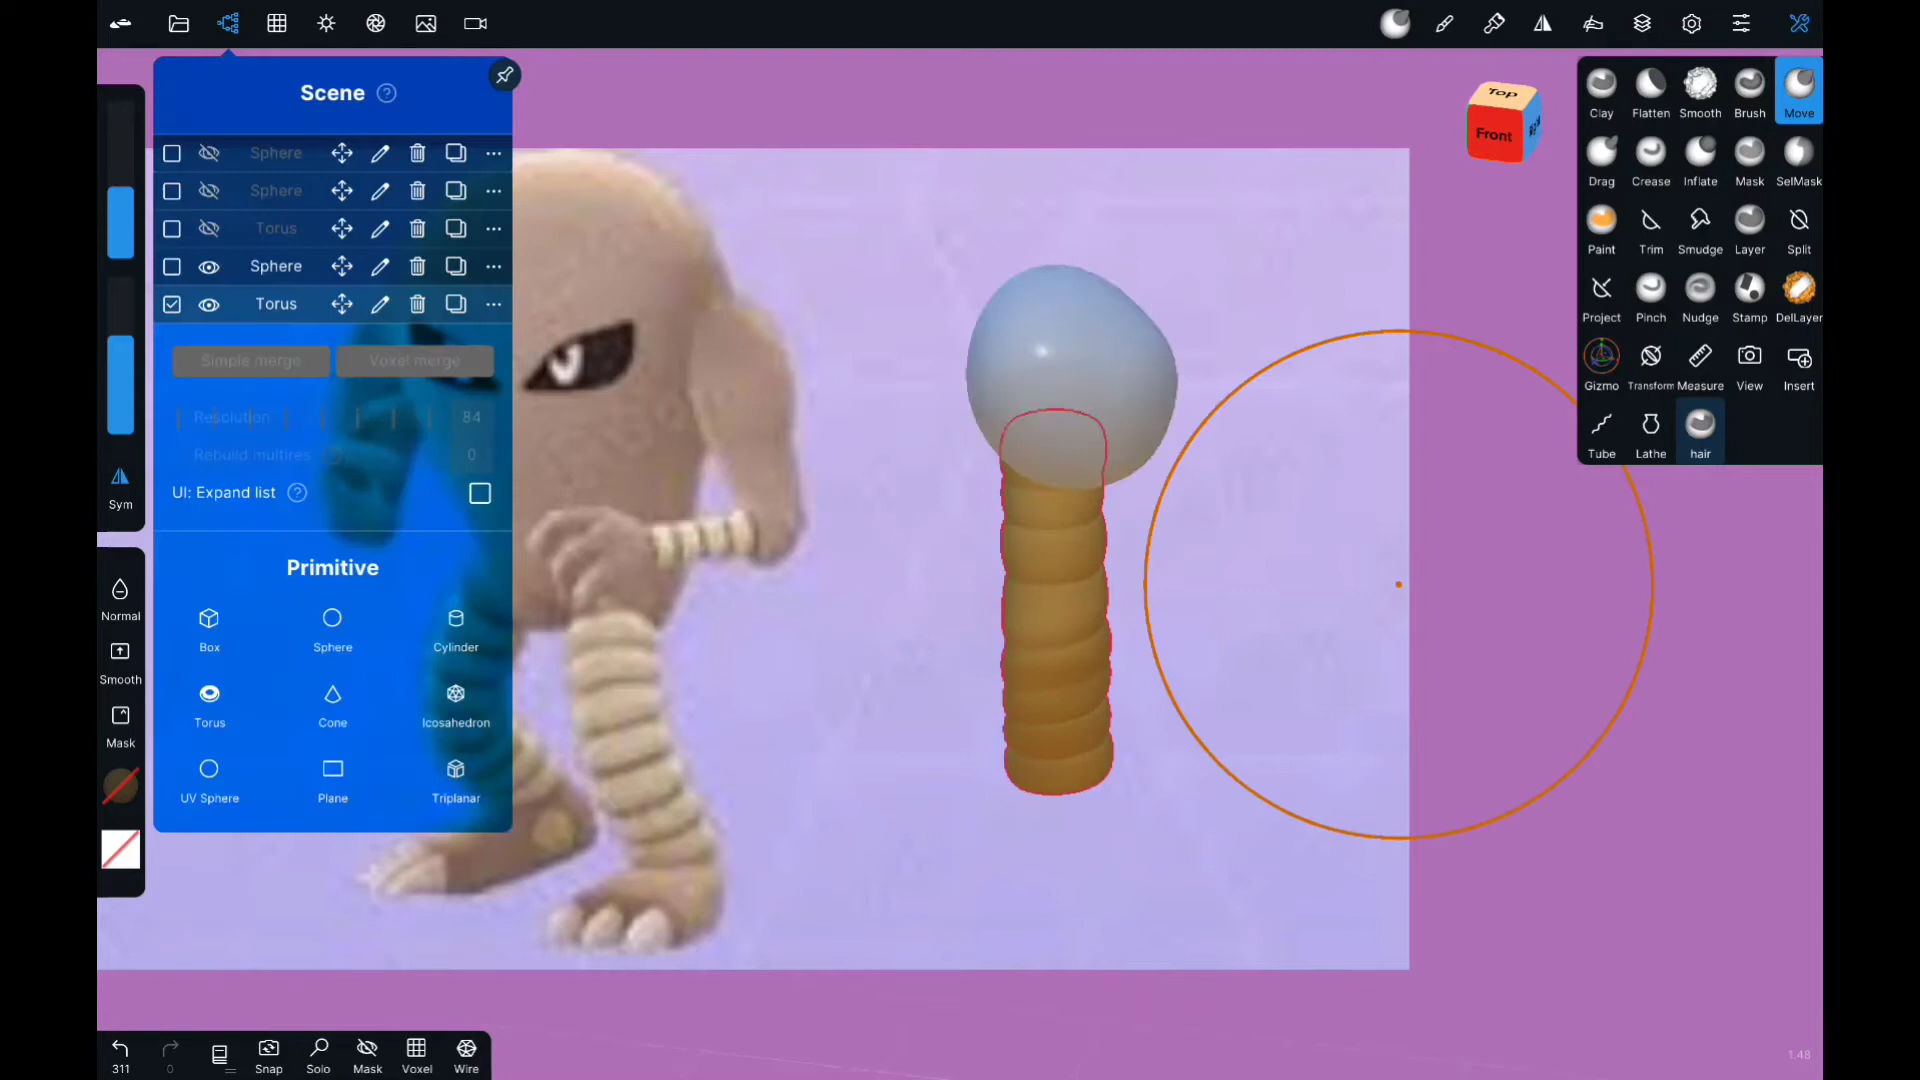 Scene ?
Sphere
Sphere
Torus
Sphere
Torus
Simple merge Voxel merge
Resolution 84
Rebuild multires 0
UI: Expand list ?
Primitive
Box Sphere Cylinder
Torus Cone Icosahedron
UV Sphere Plane Triplanar
Sym
Normal
Smooth
Mask
311 0 Snap Solo Mask Voxel Wire
Top
Front
Clay Flatten Smooth Brush Move
Drag Crease Inflate Mask SelMask
Paint Trim Smudge Layer Split
Project Pinch Nudge Stamp DelLayer
Gizmo Transform Measure View Insert
Tube Lathe hair
1.48